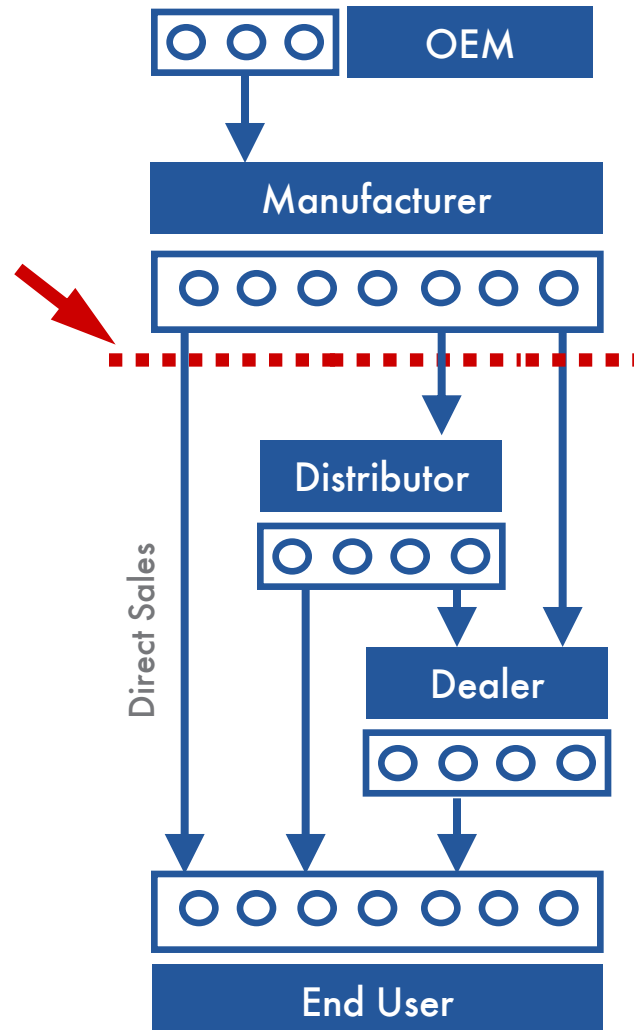 OEM
Manufacturer
Distributor
Direct Sales
Dealer
End User